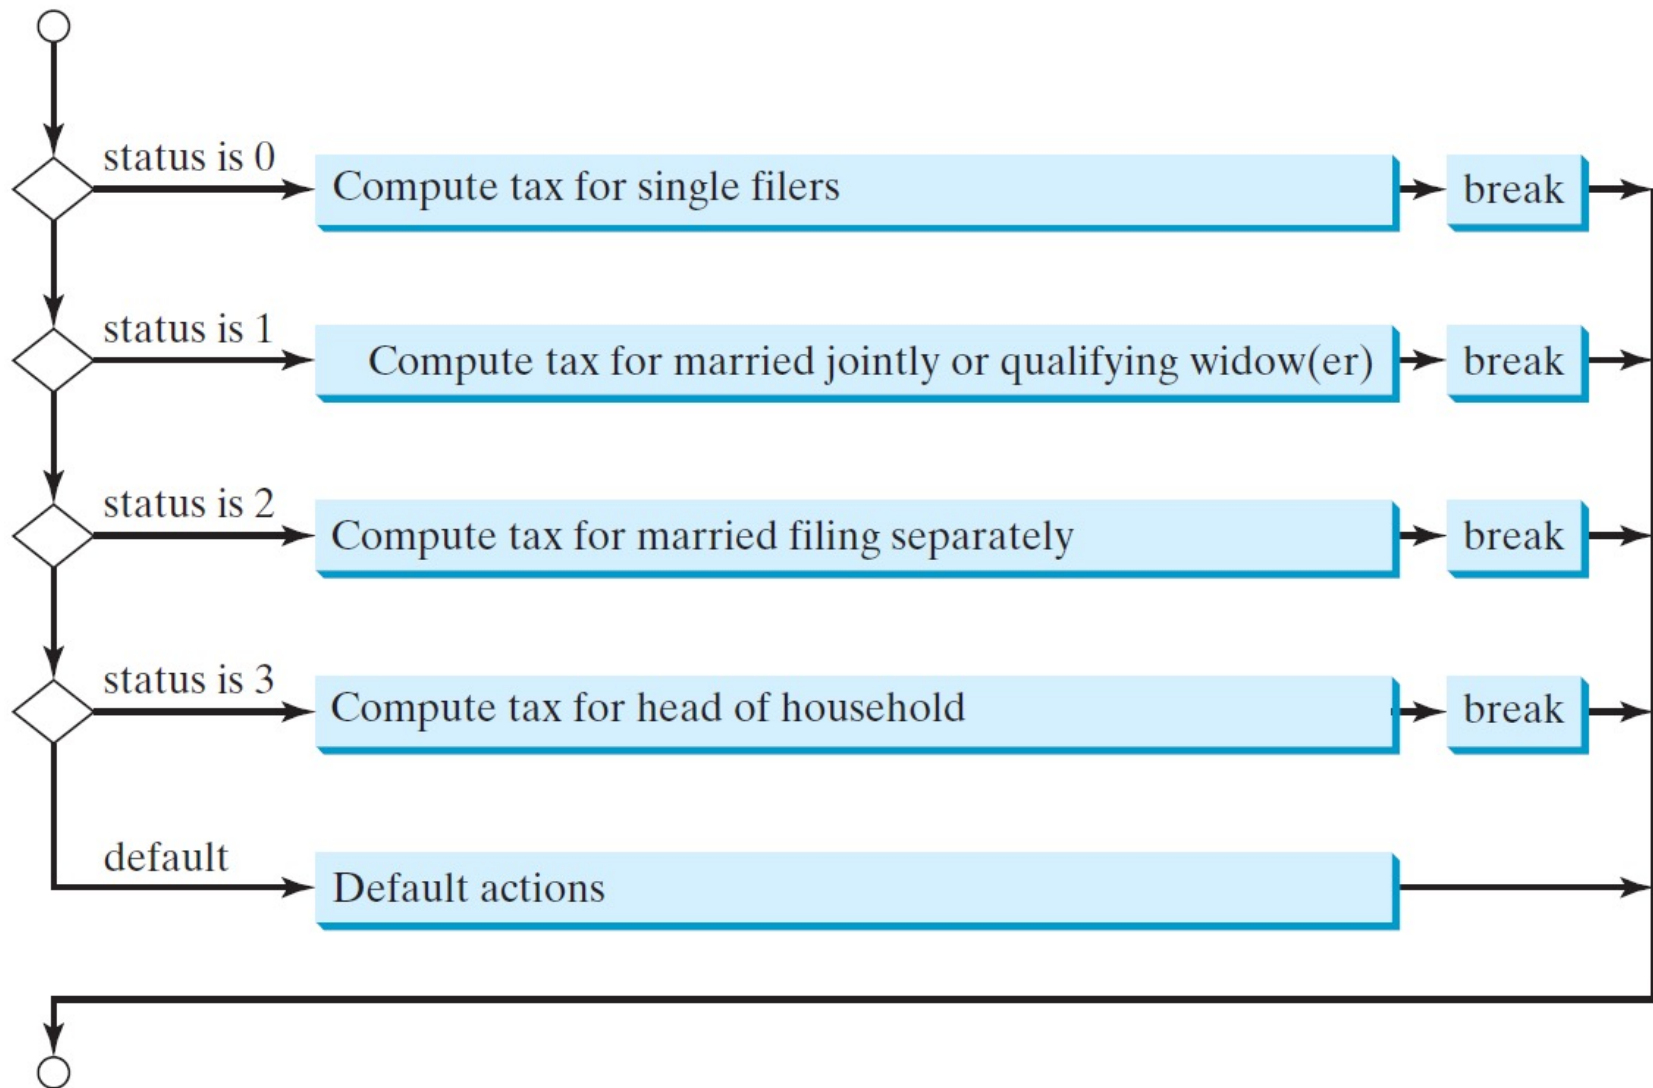 status is 0
Compute tax for single filers
break
status is 1
Compute tax for married jointly or qualifying widow(er)
break
status is 2
Compute tax for married filing separately
break
status is 3
Compute tax for head of household
break
default
Default actions